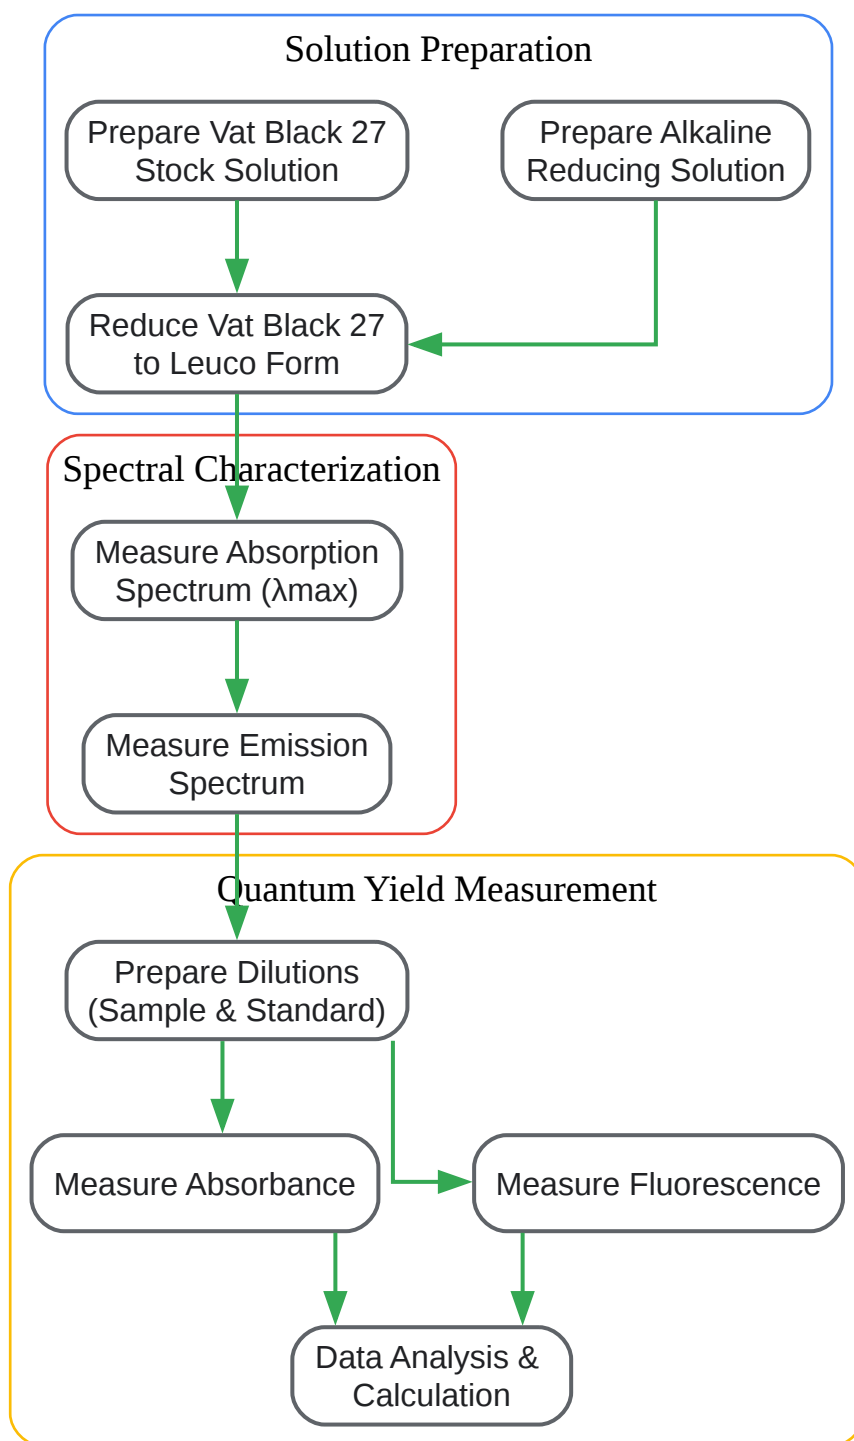 Solution Preparation
Prepare Vat Black 27
Stock Solution
Prepare Alkaline
Reducing Solution
Reduce Vat Black 27
to Leuco Form
Spectral Characterization
Measure Absorption
Spectrum (λmax)
Measure Emission
Spectrum
Quantum Yield Measurement
Prepare Dilutions
(Sample & Standard)
Measure Absorbance
Measure Fluorescence
Data Analysis &
Calculation